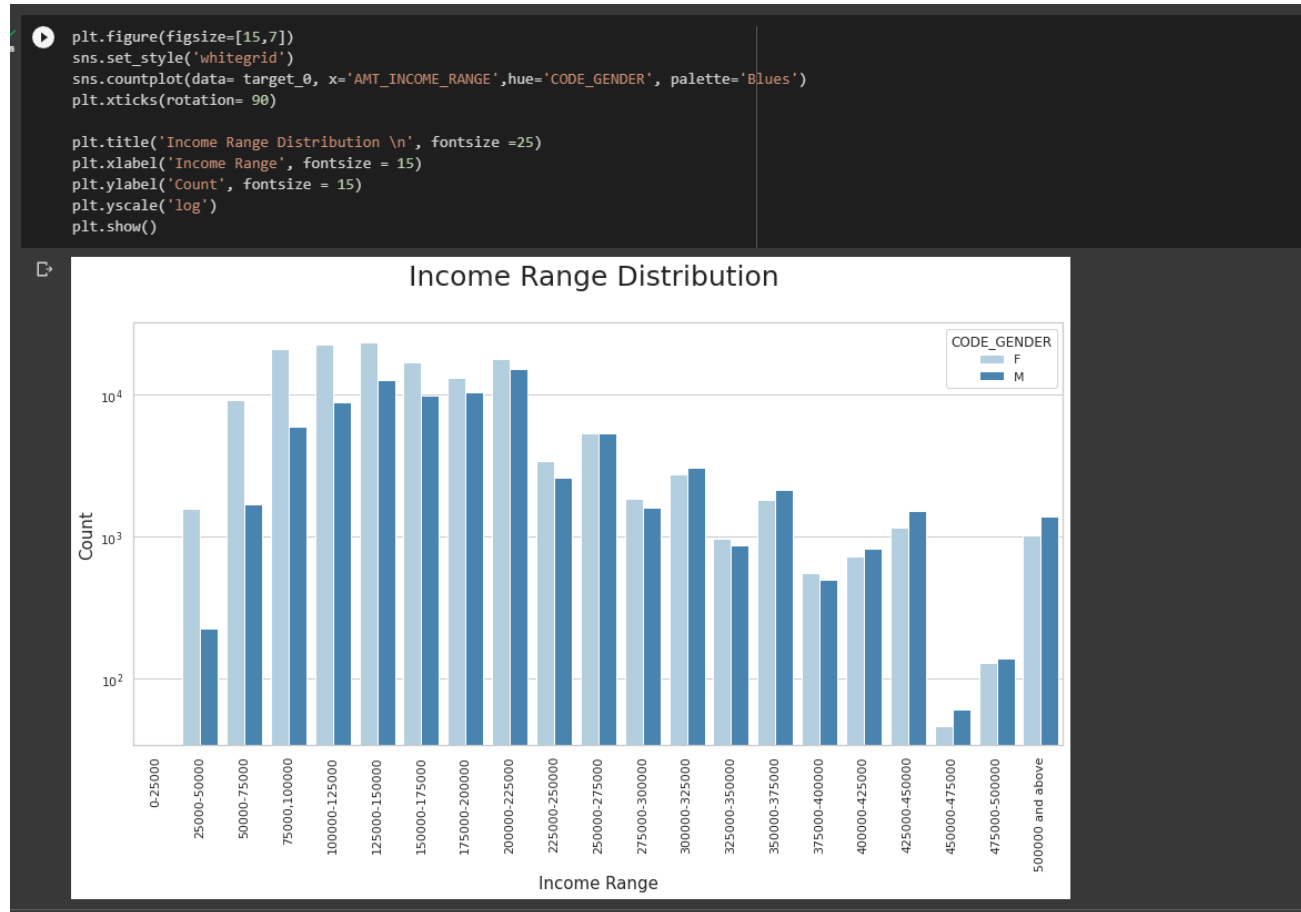 plt.figure(figsize=[15,7])
sns.set_style('whitegrid')
sns.countplot(data= target_0, x='AMT_INCOME_RANGE',hue='CODE_GENDER', palette='Blues')
plt.xticks(rotation= 90)
plt.title('Income Range Distribution \n', fontsize =25)
plt.xlabel('Income Range', fontsize = 15)
plt.ylabel('Count', fontsize = 15)
plt.yscale('log')
plt.show()
Income Range Distribution
CODE_GENDER
F
M
10⁴
10³
10²
Count
0-25000
25000-50000
50000-75000
75000,100000
100000-125000
125000-150000
150000-175000
175000-200000
200000-225000
225000-250000
250000-275000
275000-300000
300000-325000
325000-350000
350000-375000
375000-400000
400000-425000
425000-450000
450000-475000
475000-500000
500000 and above
Income Range